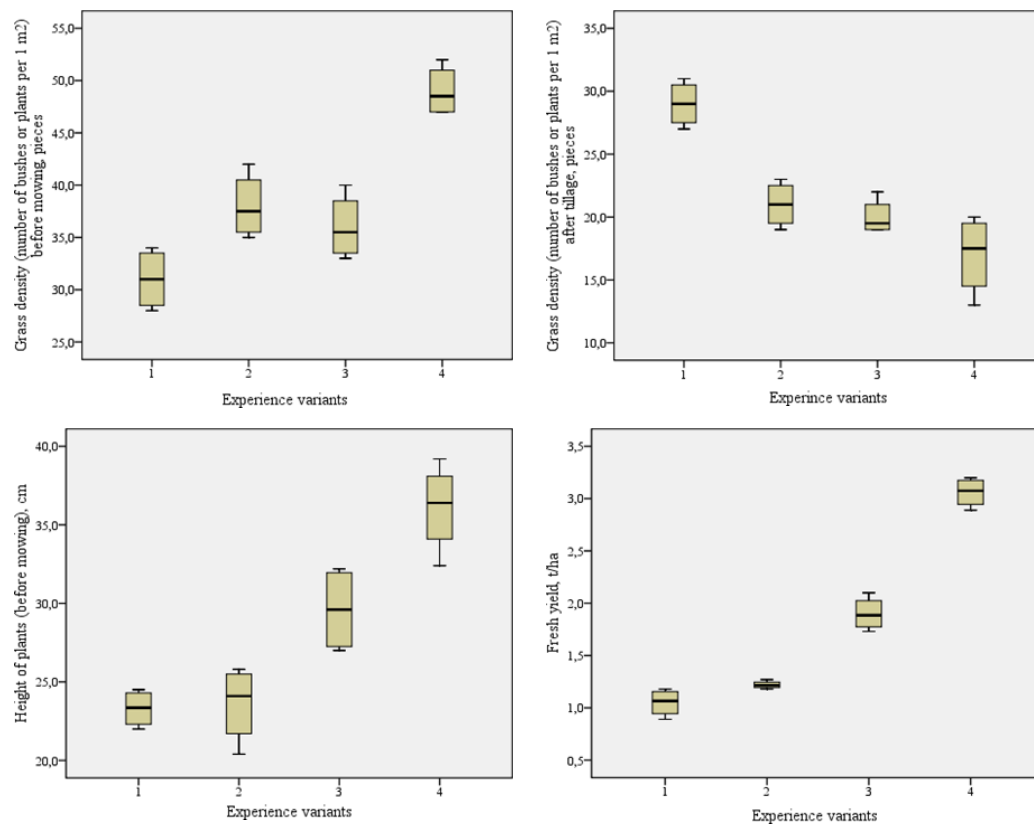 Grass density (number of bushes or plants per 1 m2)
before mowing, pieces
55,0
50,0
45,0
40,0
35,0
30,0
25,0
1 2 3 4
Experience variants
Grass density (number of bushes or plants per 1 m2)
after tillage, pieces
35,0
30,0
25,0
20,0
15,0
10,0
1 2 3 4
Experince variants
Height of plants (before mowing), cm
40,0
35,0
30,0
25,0
20,0
1 2 3 4
Experience variants
Fresh yield, t/ha
3,5
3,0
2,5
2,0
1,5
1,0
0,5
1 2 3 4
Experience variants